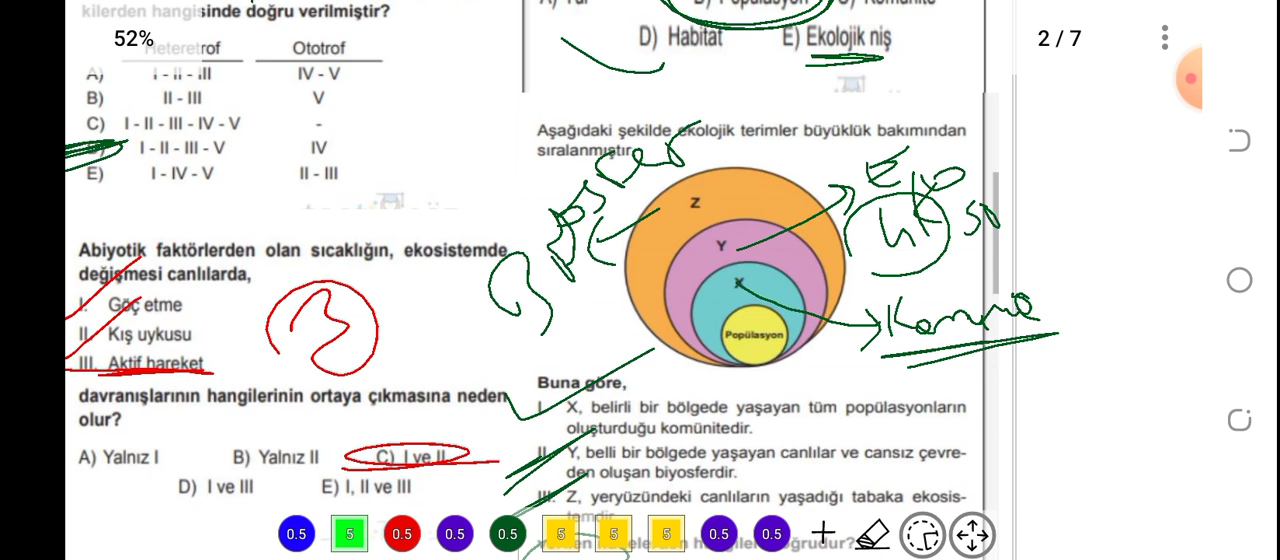 kilerden hangisinde doğru verilmiştir?
52%
Heteretrof Ototrof
A) I - II - III IV - V
B) II - III V
C) I - II - III - IV - V -
I - II - III - V IV
E) I - IV - V II - III
Abiyotik faktörlerden olan sıcaklığın, ekosistemde
değişmesi canlılarda,
I. Göç etme
II. Kış uykusu
III. Aktif hareket
davranışlarının hangilerinin ortaya çıkmasına neden
olur?
A) Yalnız I B) Yalnız II C) I ve II
D) I ve III E) I, II ve III
A) Tür B) Popülasyon C) Komünite
D) Habitat E) Ekolojik niş
2 / 7
Aşağıdaki şekilde ekolojik terimler büyüklük bakımından
sıralanmıştır.
Z
Y
X
Popülasyon
Buna göre,
I. X, belirli bir bölgede yaşayan tüm popülasyonların
oluşturduğu komünitedir.
II. Y, belli bir bölgede yaşayan canlılar ve cansız çevre-
den oluşan biyosferdir.
III. Z, yeryüzündeki canlıların yaşadığı tabaka ekosis-
temdir.
0.5 5 0.5 0.5 0.5 5 5 5 0.5 0.5